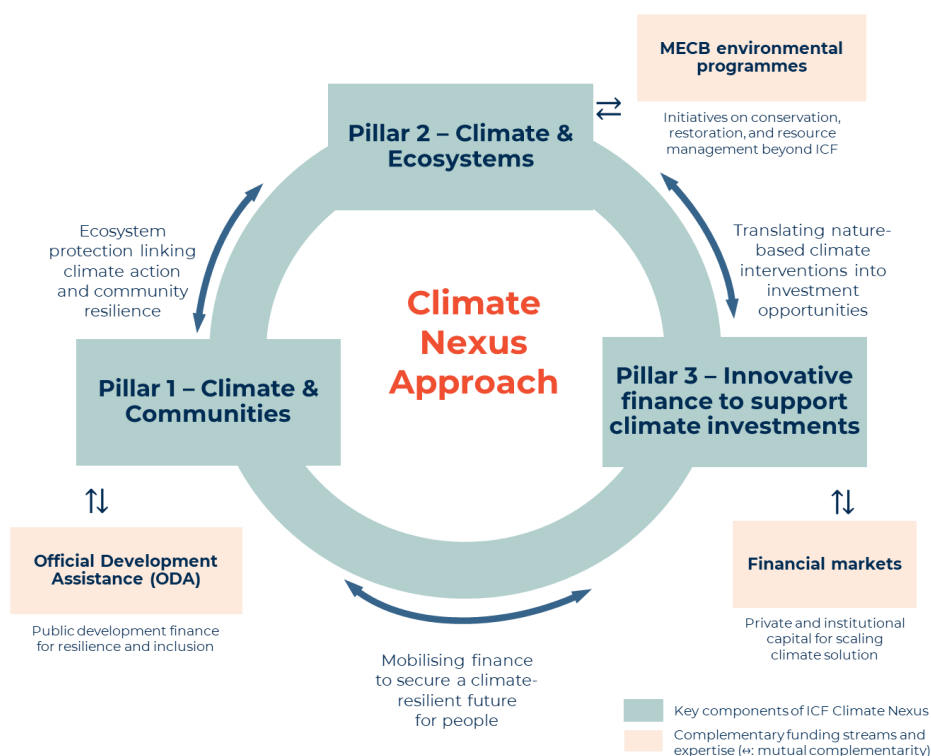 MECB environmental
programmes
Initiatives on conservation,
restoration, and resource
management beyond ICF
Pillar 2 – Climate &
Ecosystems
Ecosystem
protection linking
climate action
and community
resilience
Translating nature-
based climate
interventions into
investment
opportunities
Climate
Nexus
Approach
Pillar 1 – Climate &
Communities
Pillar 3 – Innovative
finance to support
climate investments
Official Development
Assistance (ODA)
Public development finance
for resilience and inclusion
Financial markets
Private and institutional
capital for scaling
climate solution
Mobilising finance
to secure a climate-
resilient future
for people
Key components of ICF Climate Nexus
Complementary funding streams and
expertise (↔: mutual complementarity)